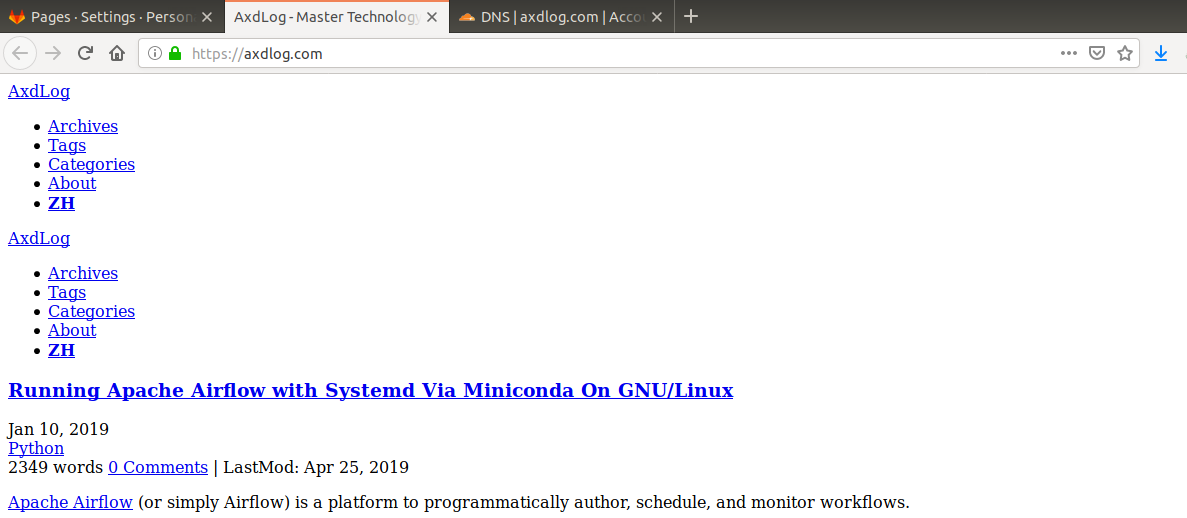 Pages · Settings · Person
AxdLog - Master Technology
DNS | axdlog.com | Acco
https://axdlog.com
AxdLog
Archives
Tags
Categories
About
ZH
AxdLog
Archives
Tags
Categories
About
ZH
Running Apache Airflow with Systemd Via Miniconda On GNU/Linux
Jan 10, 2019
Python
2349 words 0 Comments | LastMod: Apr 25, 2019
Apache Airflow (or simply Airflow) is a platform to programmatically author, schedule, and monitor workflows.